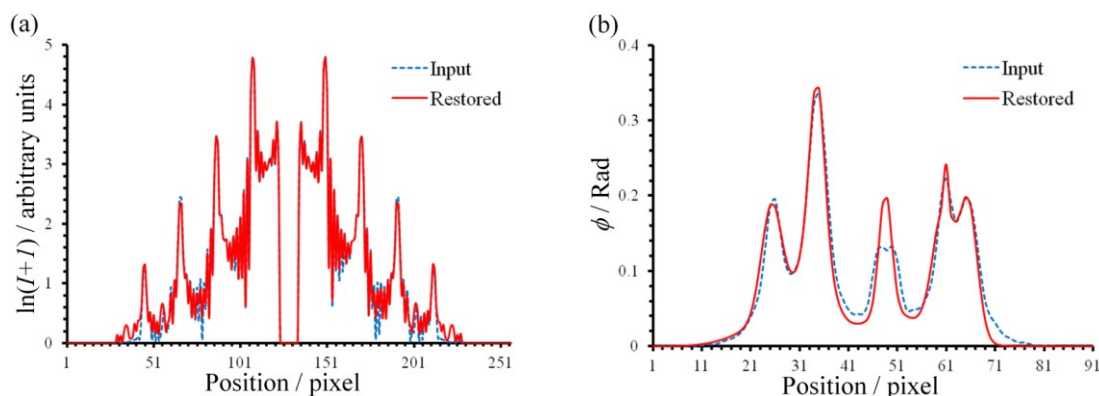 (a)
5
4
3
2
1
0
ln(I+1) / arbitrary units
Input
Restored
1 51 101 151 201 251
Position / pixel
(b)
0.4
0.3
0.2
0.1
0
ϕ / Rad
Input
Restored
1 11 21 31 41 51 61 71 81 91
Position / pixel